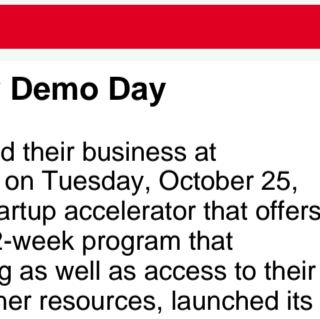 Demo Day
d their business at
on Tuesday, October 25,
artup accelerator that offers
2-week program that
g as well as access to their
her resources, launched its